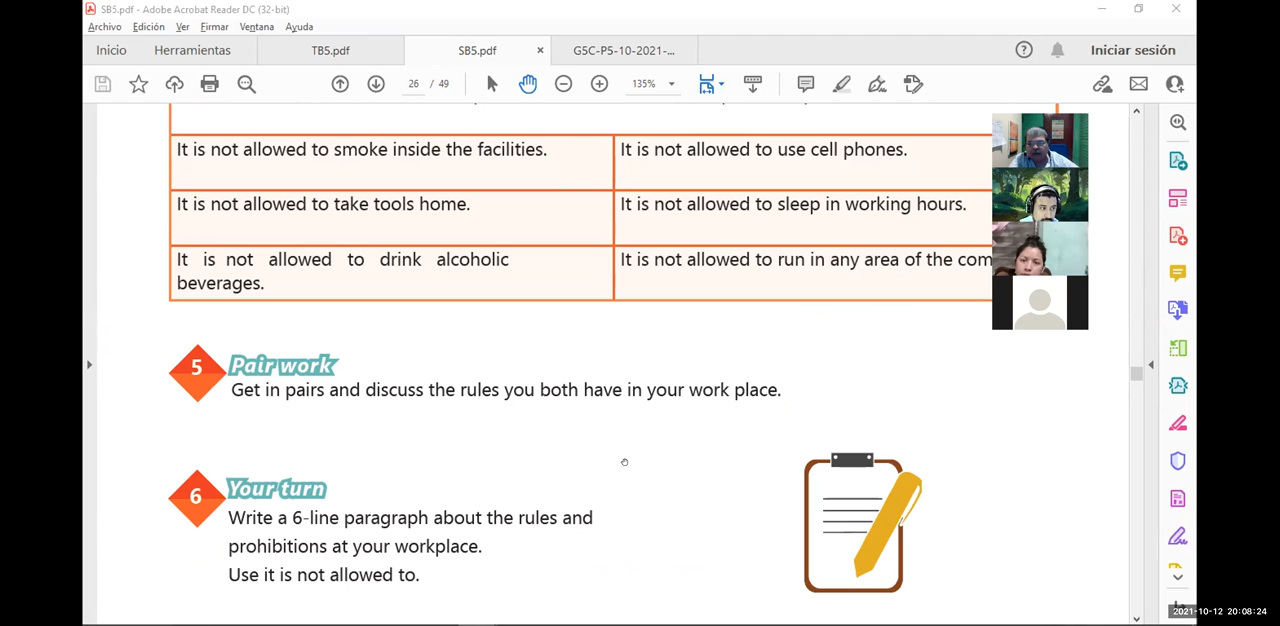 SB5.pdf - Adobe Acrobat Reader DC (32-bit)
Archivo Edición Ver Firmar Ventana Ayuda
Inicio Herramientas TB5.pdf SB5.pdf × G5C-P5-10-2021-... Iniciar sesión
26 / 49 135%
It is not allowed to smoke inside the facilities. It is not allowed to use cell phones.
It is not allowed to take tools home. It is not allowed to sleep in working hours.
It is not allowed to drink alcoholic It is not allowed to run in any area of the com
beverages.
5 Pair work
Get in pairs and discuss the rules you both have in your work place.
6 Your turn
Write a 6-line paragraph about the rules and
prohibitions at your workplace.
Use it is not allowed to.
2021-10-12 20:08:24